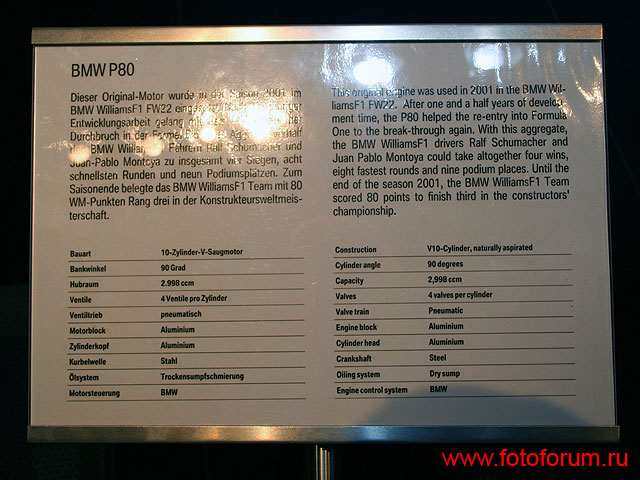 BMW P80
Dieser Original-Motor wurde in der Saison 2001 im
BMW WilliamsF1 FW22
Entwicklungsarbeit gelang
Durchbruch in der
BMW Fahrern Ralf Schumacher und
Juan-Pablo Montoya zu insgesamt vier Siegen, acht
schnellsten Runden und neun Podiumsplätzen. Zum
Saisonende belegte das BMW WilliamsF1 Team mit 80
WM-Punkten Rang drei in der Konstrukteursweltmeis-
terschaft.
Bauart 10-Zylinder-V-Saugmotor
Bankwinkel 90 Grad
Hubraum 2.998 ccm
Ventile 4 Ventile pro Zylinder
Ventiltrieb pneumatisch
Motorblock Aluminium
Zylinderkopf Aluminium
Kurbelwelle Stahl
Ölsystem Trockensumpfschmierung
Motorsteuerung BMW
This original engine was used in 2001 in the BMW Wil-
liamsF1 FW22. After one and a half years of develop-
ment time, the P80 helped the re-entry into Formula
One to the break-through again. With this aggregate,
the BMW WilliamsF1 drivers Ralf Schumacher and
Juan Pablo Montoya could take altogether four wins,
eight fastest rounds and nine podium places. Until the
end of the season 2001, the BMW WilliamsF1 Team
scored 80 points to finish third in the constructors'
championship.
Construction V10-Cylinder, naturally aspirated
Cylinder angle 90 degrees
Capacity 2,998 ccm
Valves 4 valves per cylinder
Valve train Pneumatic
Engine block Aluminium
Cylinder head Aluminium
Crankshaft Steel
Oiling system Dry sump
Engine control system BMW
www.fotoforum.ru